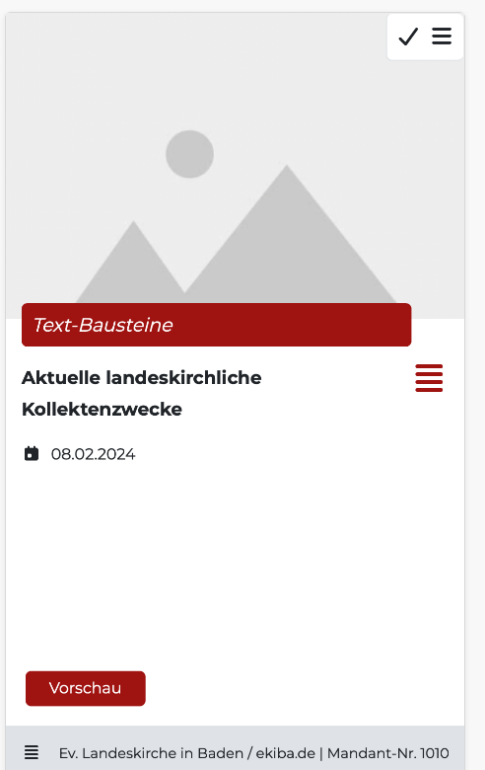 Text-Bausteine
Aktuelle landeskirchliche
Kollektenzwecke
08.02.2024
Vorschau
Ev. Landeskirche in Baden / ekiba.de | Mandant-Nr. 1010